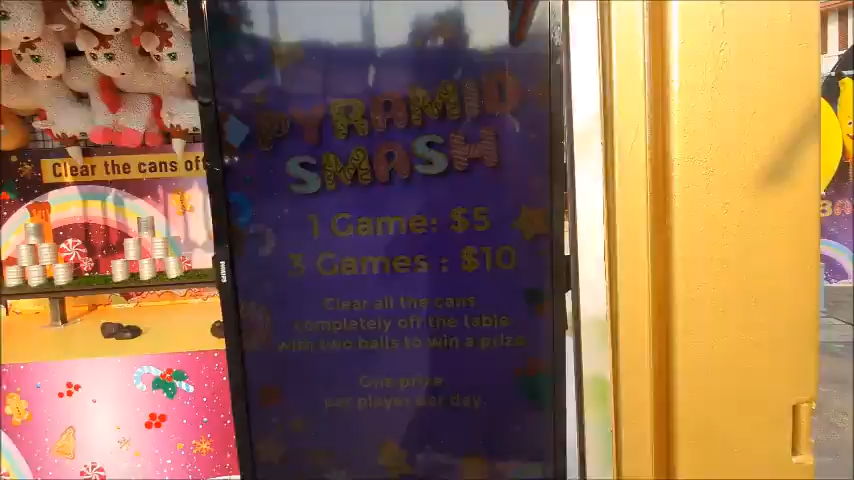 Clear the cans off
PYRAMID
SMASH
1 Game: $5
3 Games : $10
Clear all the cans
completely off the table
with two balls to win a prize
One prize
per player per day.